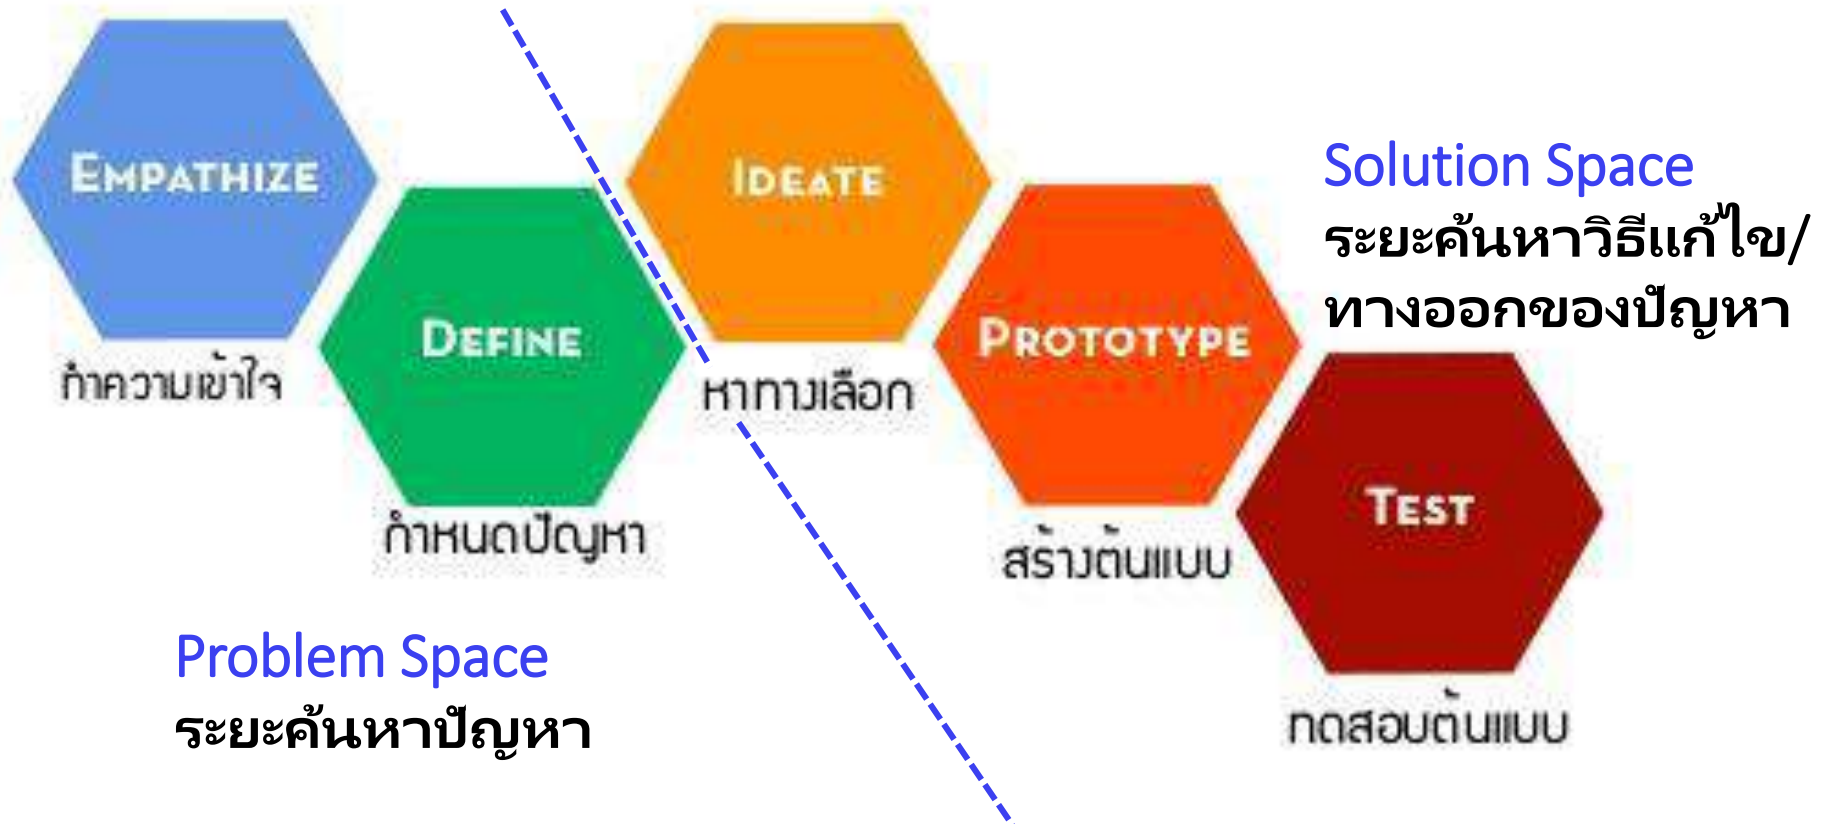 EMPATHIZE
ทำความเข้าใจ
DEFINE
กำหนดปัญหา
Problem Space
ระยะค้นหาปัญหา
IDEATE
หาทางเลือก
PROTOTYPE
สร้างต้นแบบ
Solution Space
ระยะค้นหาวิธีแก้ไข/
ทางออกของปัญหา
TEST
ทดสอบต้นแบบ